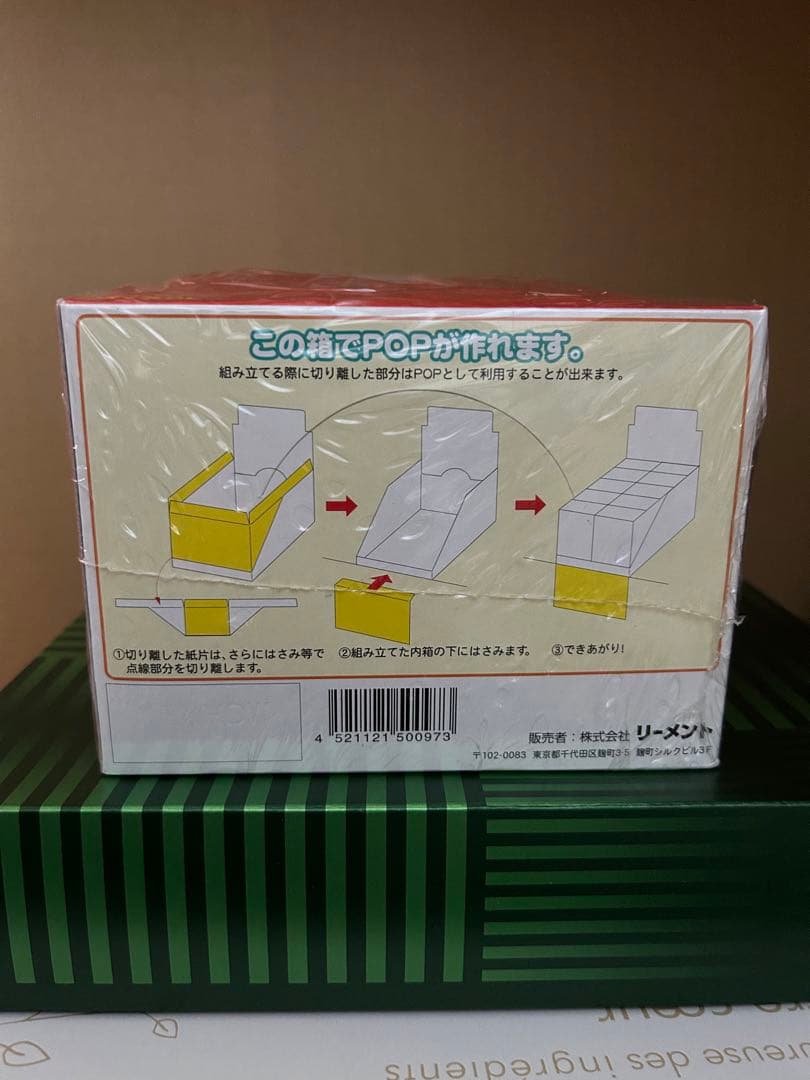 この箱でPOPが作れます。
組み立てる際に切り離した部分はPOPとして利用することが出来ます。
①切り離した紙片は、さらにはさみ等で
点線部分を切り離します。
②組み立てた内箱の下にはさみます。
③できあがり!
4 521121 500973
販売者:株式会社 リーメント
〒102-0083 東京都千代田区麹町3-5 麹町シルクビル3F
cœur
reuse des ingrédients